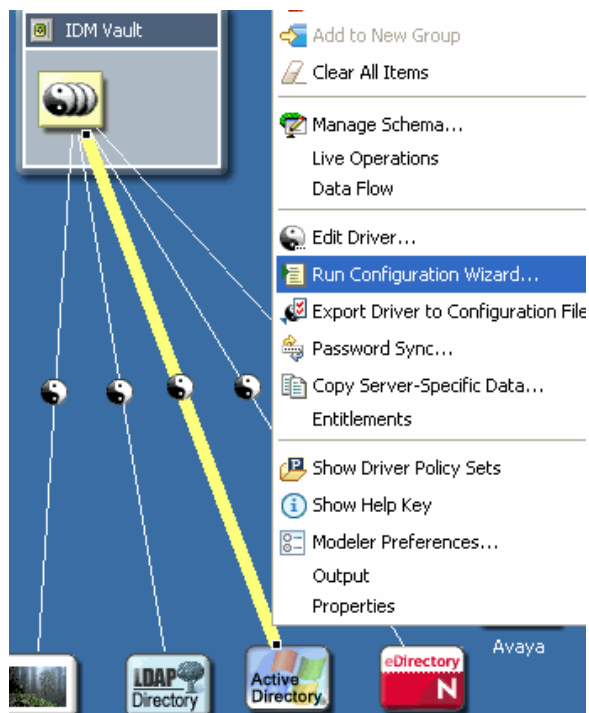 IDM Vault
Add to New Group
Clear All Items
Manage Schema...
Live Operations
Data Flow
Edit Driver...
Run Configuration Wizard...
Export Driver to Configuration File
Password Sync...
Copy Server-Specific Data...
Entitlements
Show Driver Policy Sets
Show Help Key
Modeler Preferences...
Output
Properties
Avaya
LDAP
Directory
Active
Directory
eDirectory
N